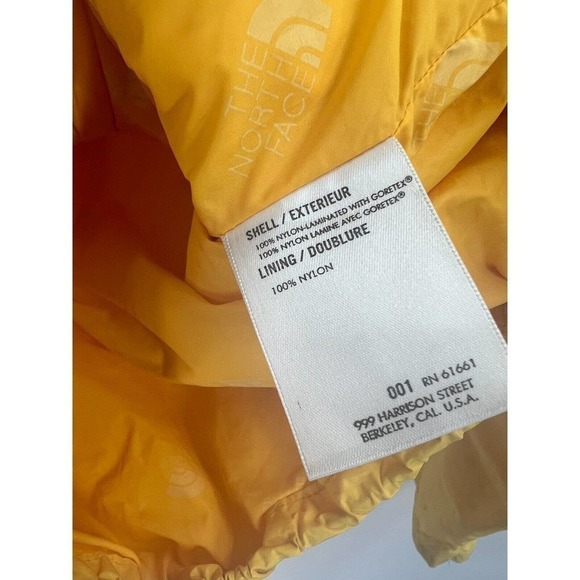 THE
NORTH
FACE
SHELL / EXTERIEUR
100% NYLON-LAMINATED WITH GORETEX®
100% NYLON LAMINE AVEC GORETEX®
LINING / DOUBLURE
100% NYLON
001 RN 61661
999 HARRISON STREET
BERKELEY, CAL. U.S.A.